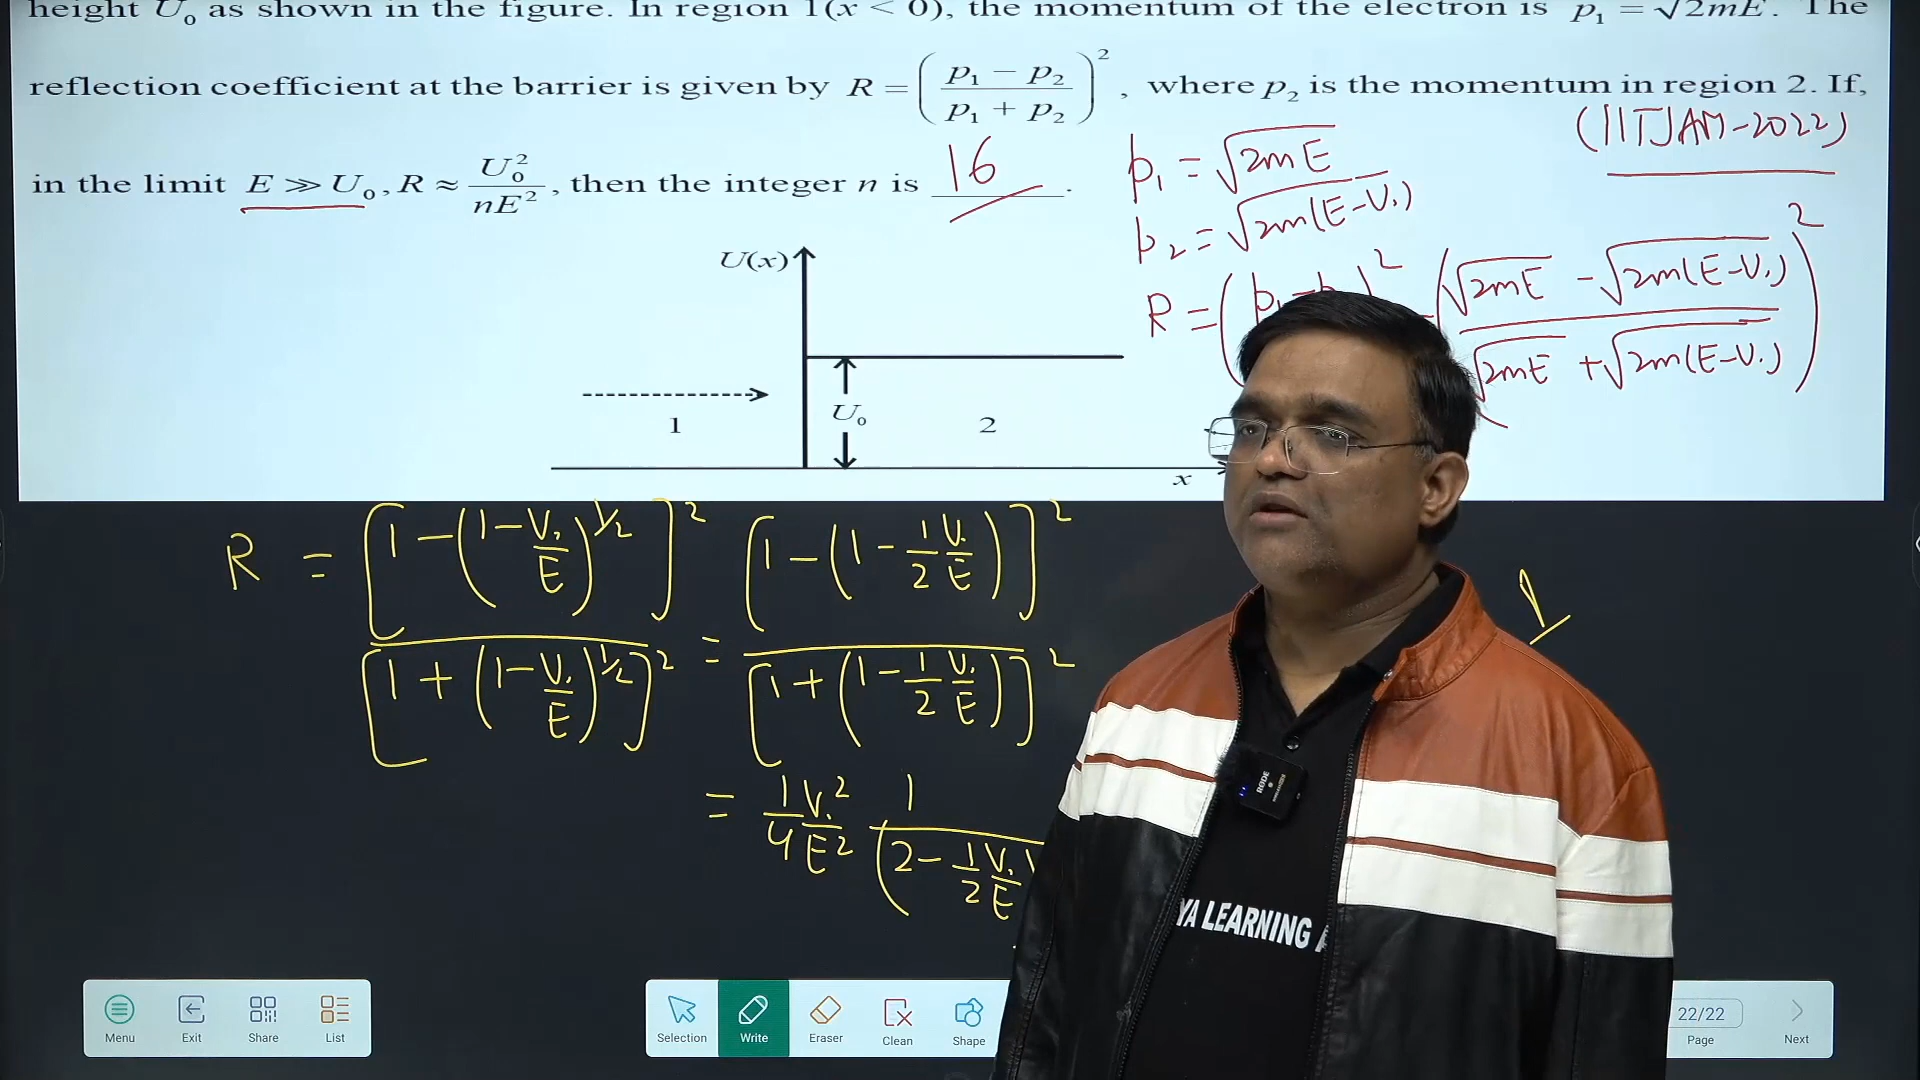 height U₀ as shown in the figure. In region 1(x < 0), the momentum of the electron is p₁ = √2mE. The
reflection coefficient at the barrier is given by R = ((p₁ − p₂)/(p₁ + p₂))², where p₂ is the momentum in region 2. If,
(IITJAM-2022)
in the limit E ≫ U₀, R ≈ U₀²/nE², then the integer n is 16.
p₁ = √2mE
p₂ = √2m(E-V₀)
R = ( )² = ((√2mE - √2m(E-V₀))/(√2mE + √2m(E-V₀)))²
U(x)
U₀
1
2
x
R = [1-(1-V₀/E)^1/2]²/[1+(1-V₀/E)^1/2]² = [1-(1-1/2 V₀/E)]²/[1+(1-1/2 V₀/E)]²
= 1/4 V₀²/E² 1/(2-1/2 V₀/E
1
RØDE
YA LEARNING
Menu
Exit
Share
List
Selection
Write
Eraser
Clean
Shape
22/22
Page
Next